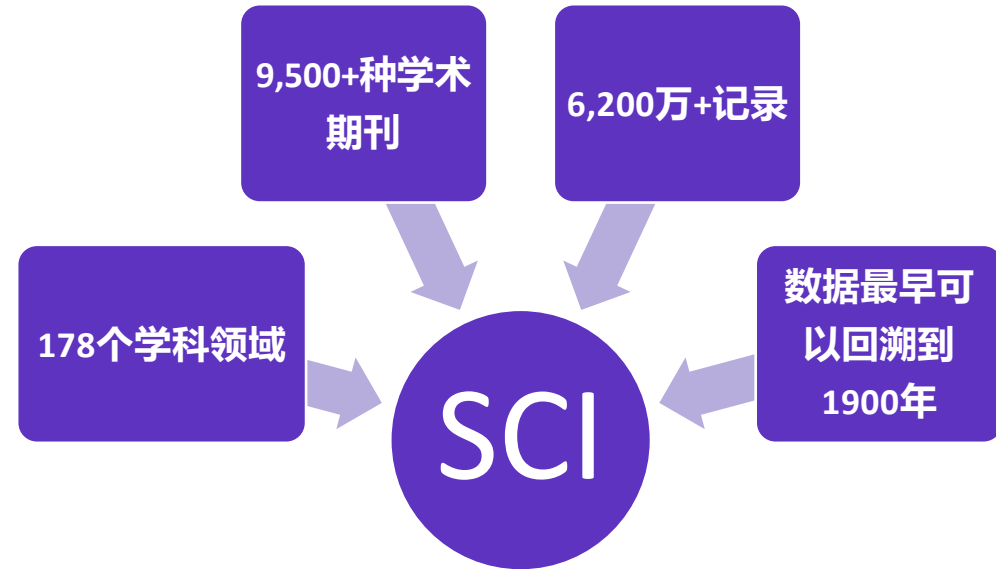 9,500+种学术
期刊
6,200万+记录
178个学科领域
数据最早可
以回溯到
1900年
SCI